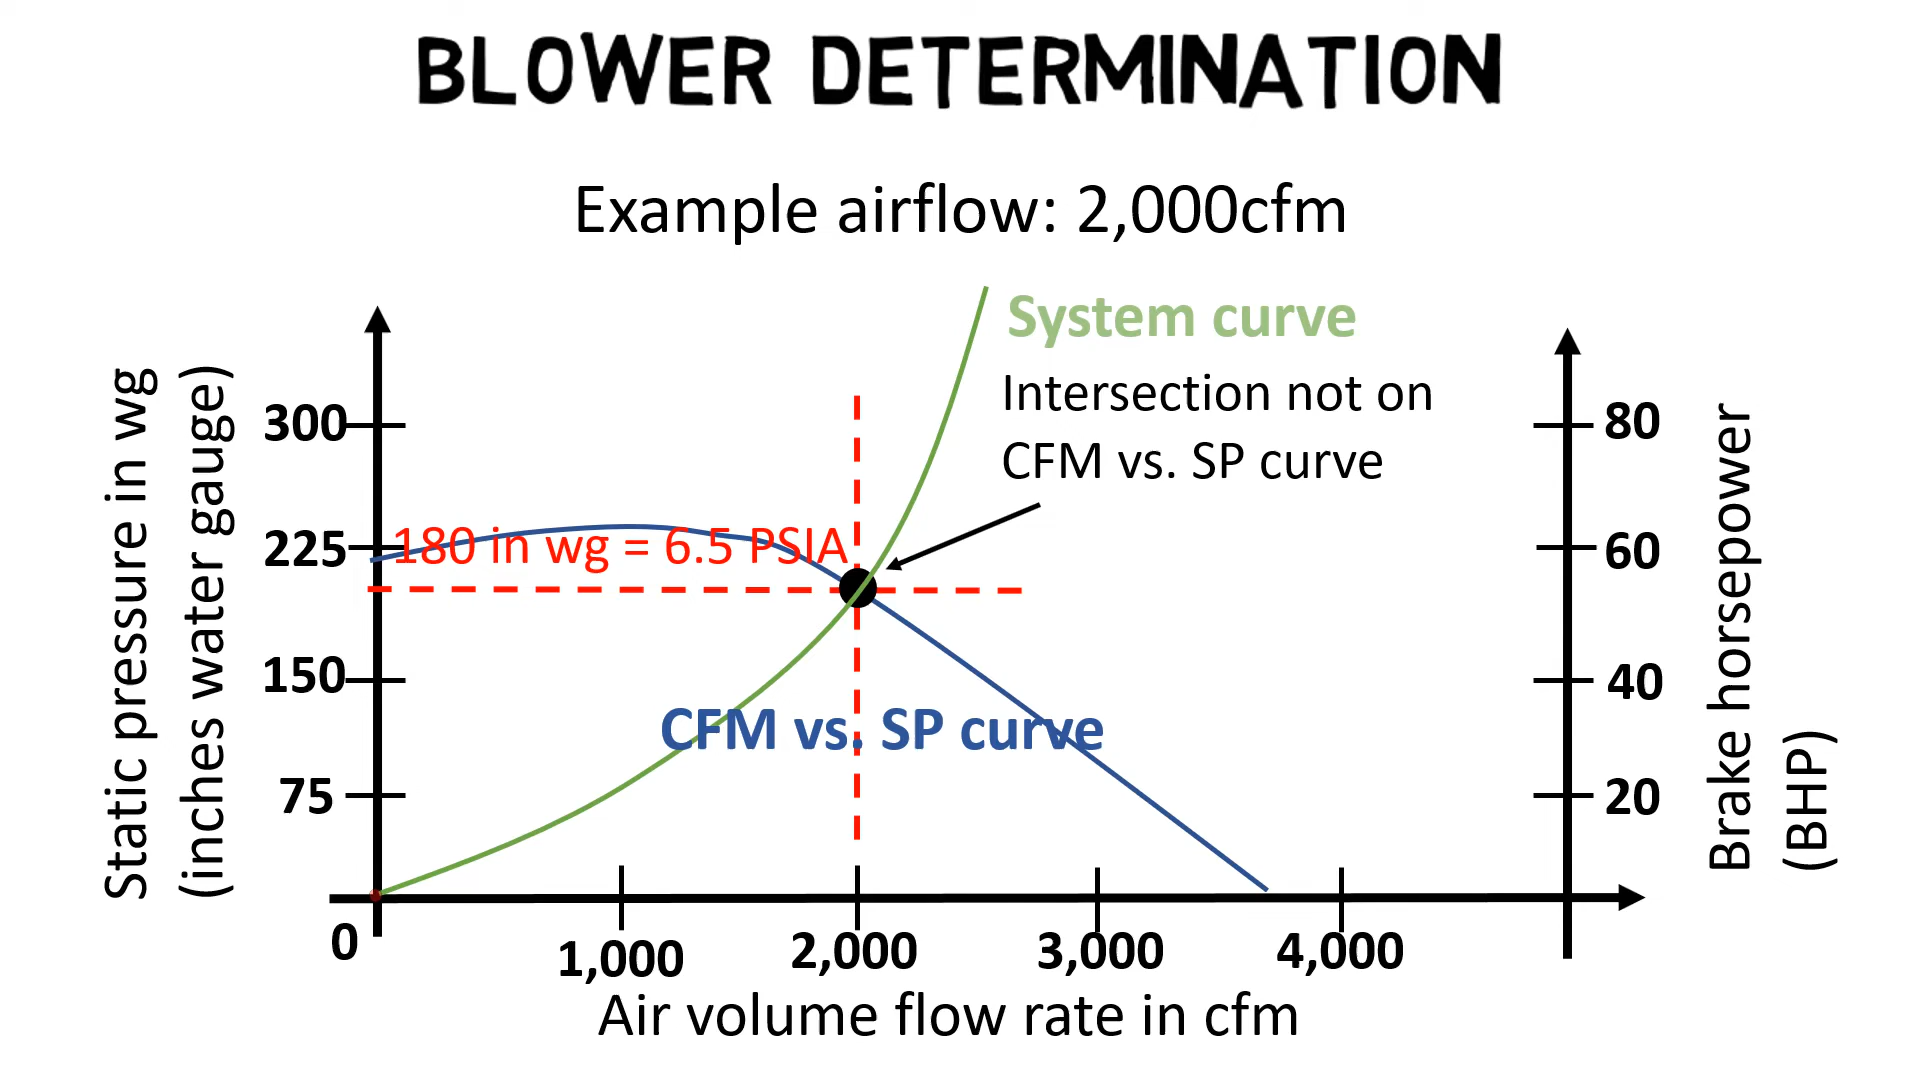 BLOWER DETERMINATION
Example airflow: 2,000cfm
System curve
Intersection not on
CFM vs. SP curve
Static pressure in wg
(inches water gauge)
300
225
150
75
0
180 in wg = 6.5 PSIA
CFM vs. SP curve
80
60
40
20
Brake horsepower
(BHP)
1,000
2,000
3,000
4,000
Air volume flow rate in cfm